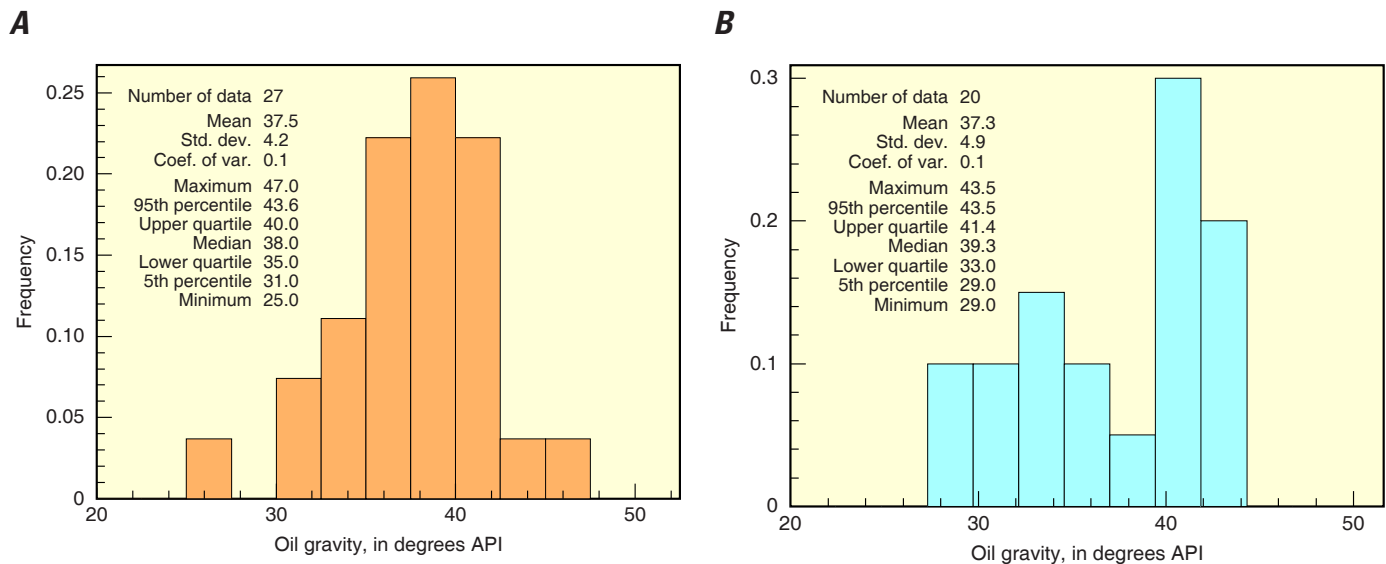 A
B
Number of data 27
Mean 37.5
Std. dev. 4.2
Coef. of var. 0.1
Maximum 47.0
95th percentile 43.6
Upper quartile 40.0
Median 38.0
Lower quartile 35.0
5th percentile 31.0
Minimum 25.0
Frequency
0.25
0.20
0.15
0.10
0.05
0
20
30
40
50
Oil gravity, in degrees API
Number of data 20
Mean 37.3
Std. dev. 4.9
Coef. of var. 0.1
Maximum 43.5
95th percentile 43.5
Upper quartile 41.4
Median 39.3
Lower quartile 33.0
5th percentile 29.0
Minimum 29.0
Frequency
0.3
0.2
0.1
0
20
30
40
50
Oil gravity, in degrees API